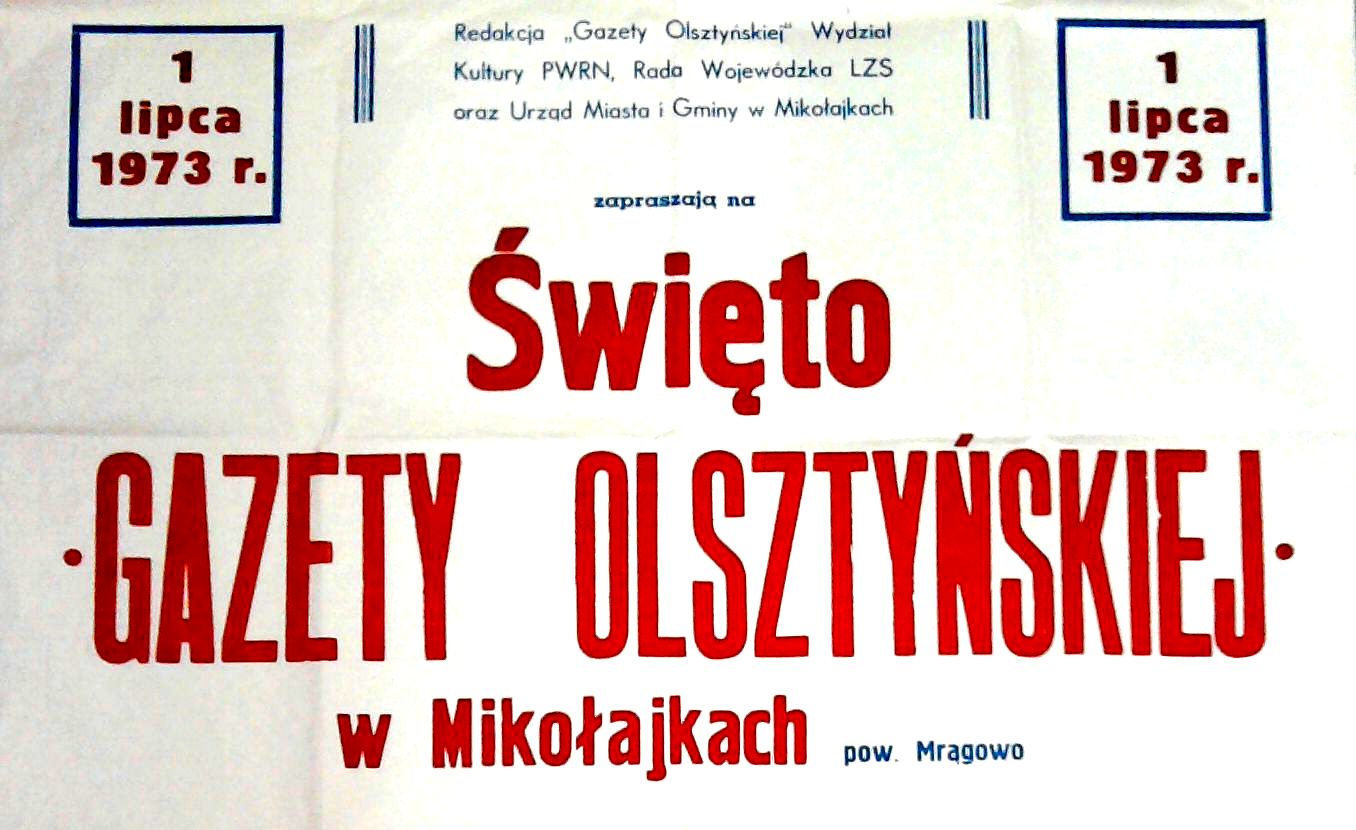 1
lipca
1973 r.
Redakcja „Gazety Olsztyńskiej" Wydział
Kultury PWRN, Rada Wojewódzka LZS
oraz Urząd Miasta i Gminy w Mikołajkach
1
lipca
1973 r.
zapraszają na
Święto
·GAZETY OLSZTYŃSKIEJ·
w Mikołajkach pow. Mrągowo